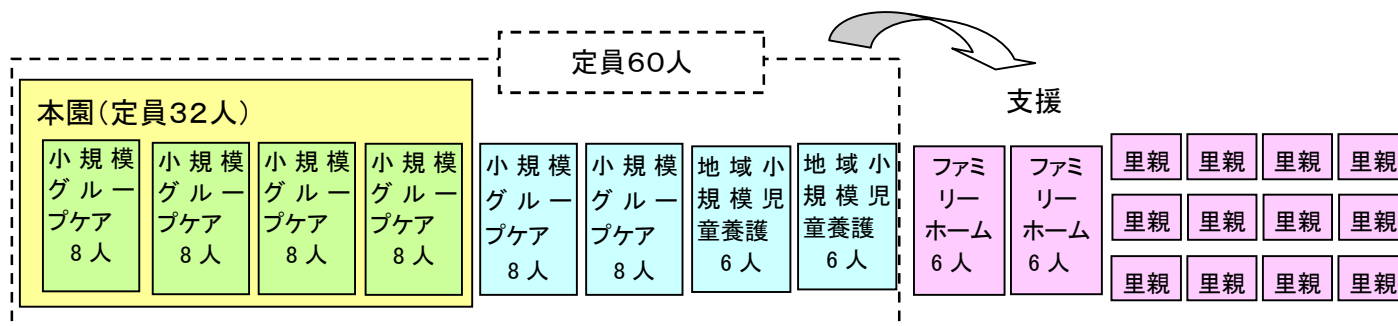 定員60人
支援
本園(定員32人)
小規模
グルー
プケア
8人
小規模
グルー
プケア
8人
小規模
グルー
プケア
8人
小規模
グルー
プケア
8人
小規模
グルー
プケア
8人
小規模
グルー
プケア
8人
地域小
規模児
童養護
6人
地域小
規模児
童養護
6人
ファミ
リー
ホーム
6人
ファミ
リー
ホーム
6人
里親 里親 里親 里親
里親 里親 里親 里親
里親 里親 里親 里親